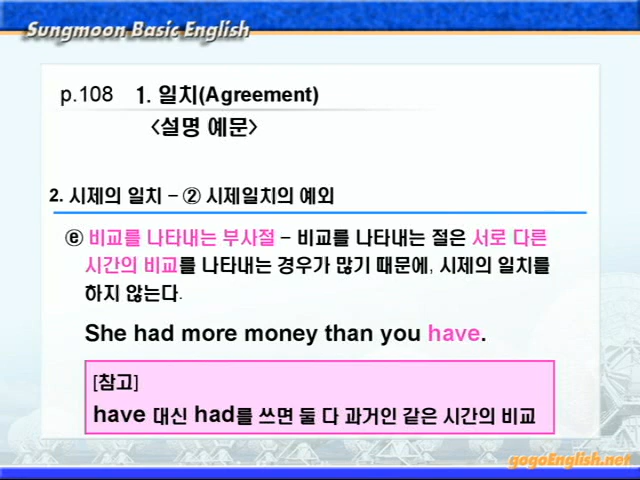 Sungmoon Basic English
p.108 1. 일치(Agreement)
<설명 예문>
2. 시제의 일치 – ② 시제일치의 예외
ⓔ 비교를 나타내는 부사절 – 비교를 나타내는 절은 서로 다른
시간의 비교를 나타내는 경우가 많기 때문에, 시제의 일치를
하지 않는다.
She had more money than you have.
[참고]
have 대신 had를 쓰면 둘 다 과거인 같은 시간의 비교
gogoEnglish.net